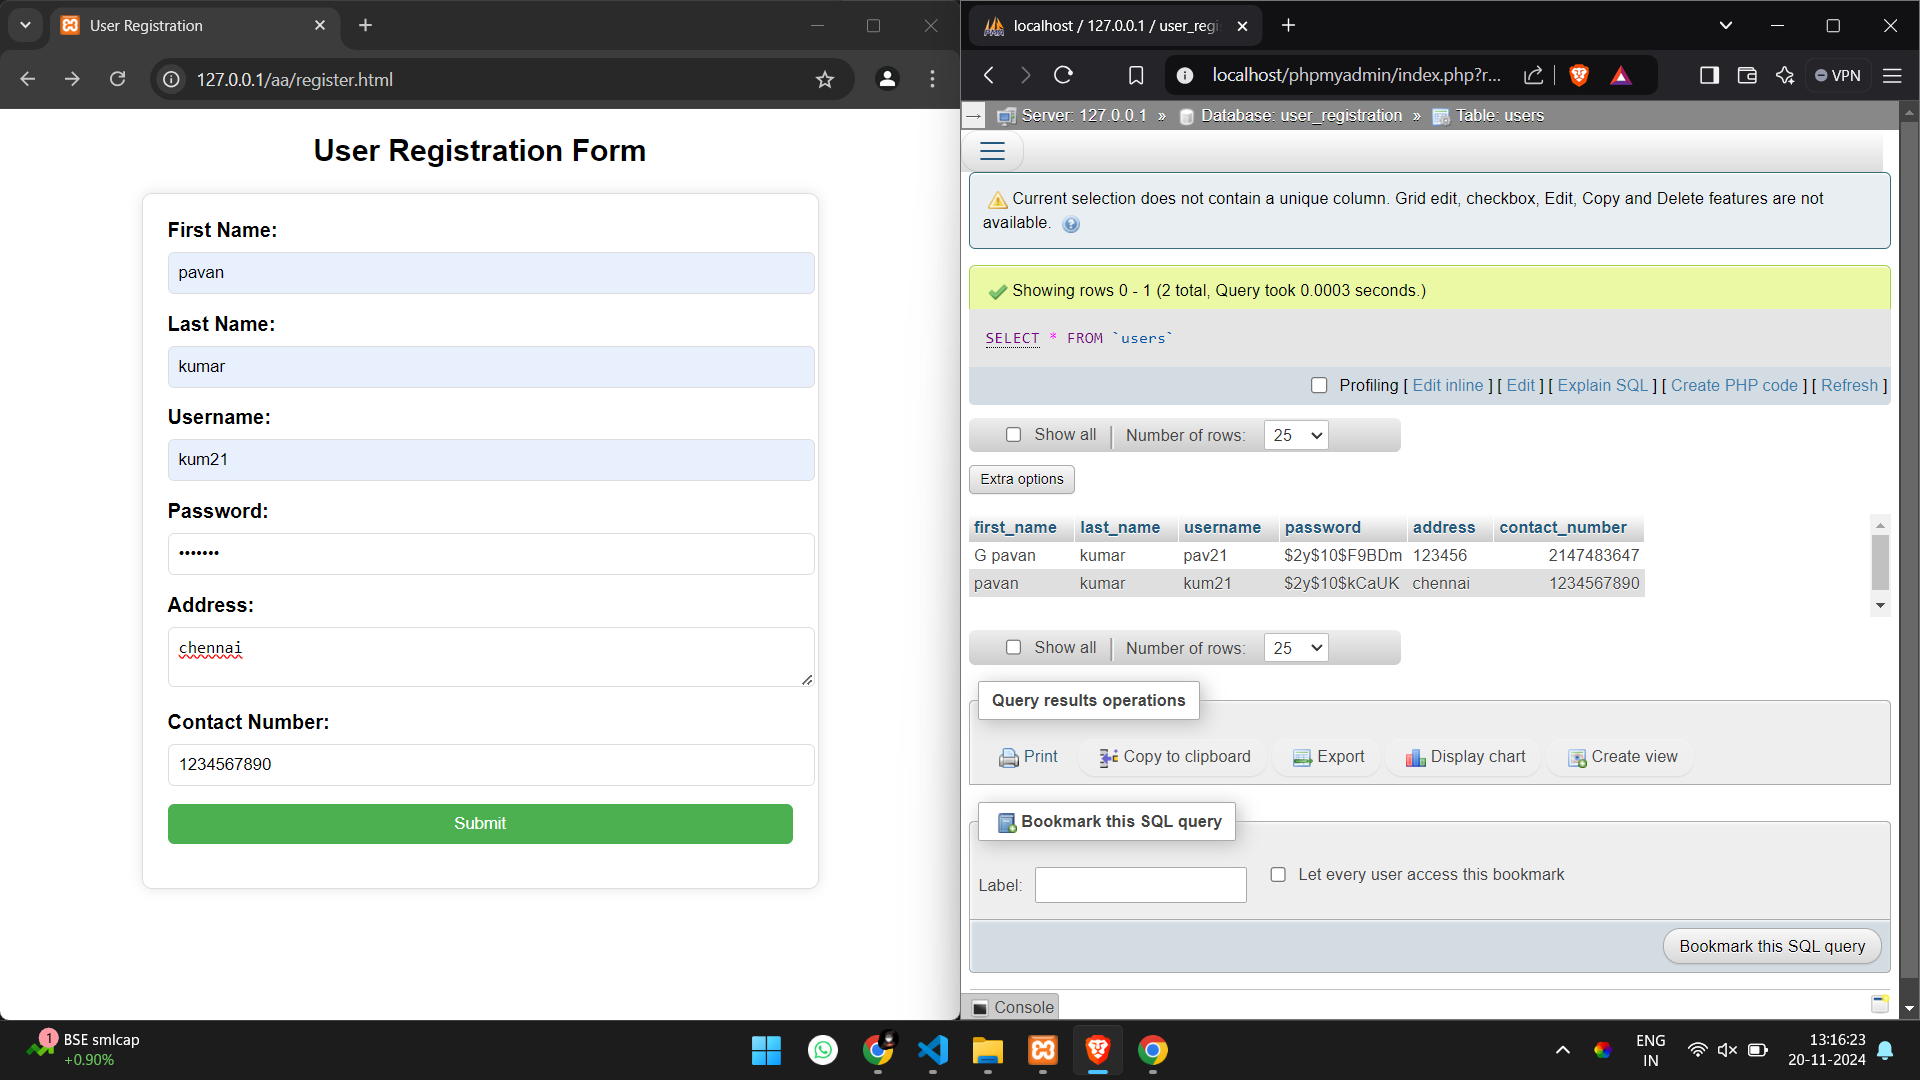 User Registration
127.0.0.1/aa/register.html
User Registration Form
First Name:
pavan
Last Name:
kumar
Username:
kum21
Password:
•••••••
Address:
chennai
Contact Number:
1234567890
Submit
localhost / 127.0.0.1 / user_regi
localhost/phpmyadmin/index.php?r...
VPN
Server: 127.0.0.1 » Database: user_registration » Table: users
Current selection does not contain a unique column. Grid edit, checkbox, Edit, Copy and Delete features are not
available.
Showing rows 0 - 1 (2 total, Query took 0.0003 seconds.)
SELECT * FROM `users`
Profiling [ Edit inline ] [ Edit ] [ Explain SQL ] [ Create PHP code ] [ Refresh ]
Show all | Number of rows: 25
Extra options
first_name last_name username password address contact_number
G pavan kumar pav21 $2y$10$F9BDm 123456 2147483647
pavan kumar kum21 $2y$10$kCaUK chennai 1234567890
Show all | Number of rows: 25
Query results operations
Print Copy to clipboard Export Display chart Create view
Bookmark this SQL query
Label: Let every user access this bookmark
Bookmark this SQL query
Console
1 BSE smlcap
+0.90%
ENG
IN
13:16:23
20-11-2024